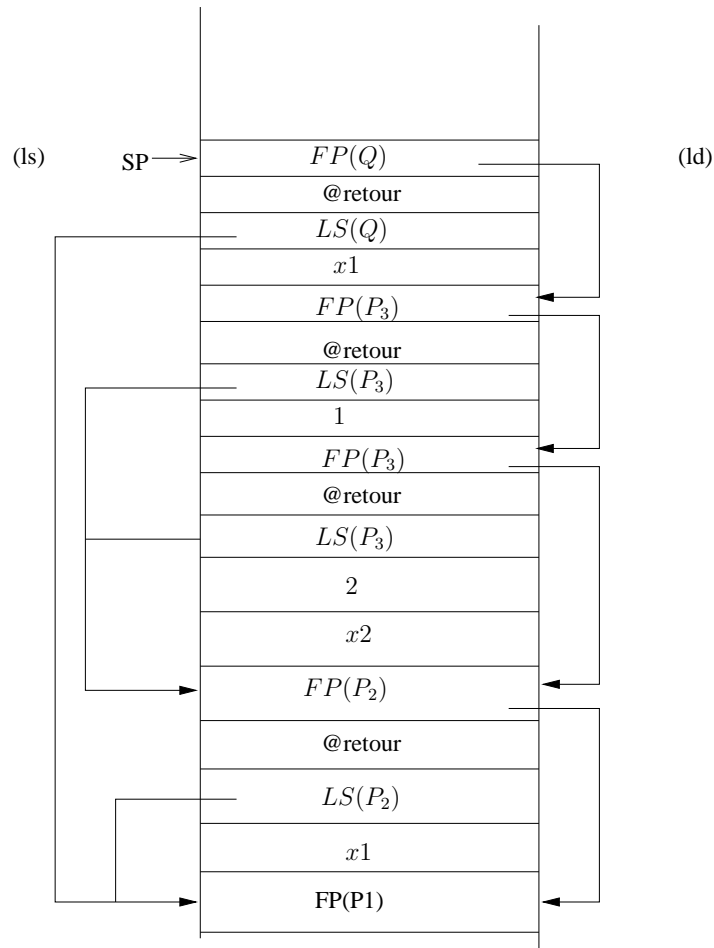 (ls)
SP
(ld)
FP(Q)
@retour
LS(Q)
x1
FP(P₃)
@retour
LS(P₃)
1
FP(P₃)
@retour
LS(P₃)
2
x2
FP(P₂)
@retour
LS(P₂)
x1
FP(P1)